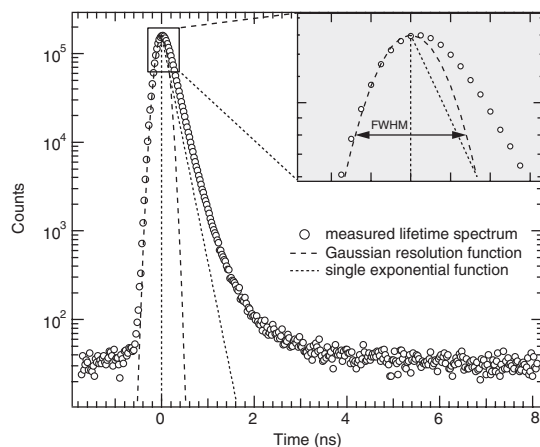 10⁵
10⁴
10³
10²
Counts
FWHM
measured lifetime spectrum
Gaussian resolution function
single exponential function
0
2
4
6
8
Time (ns)